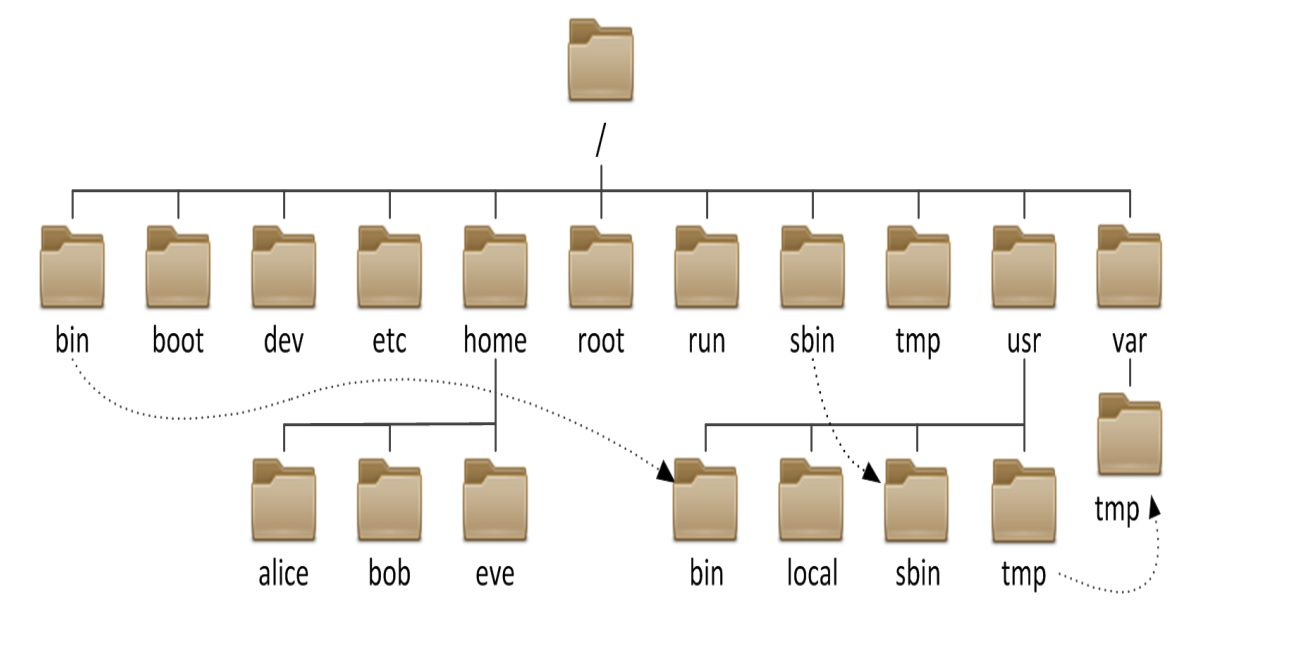 /
bin boot dev etc home root run sbin tmp usr var
tmp
alice bob eve bin local sbin tmp